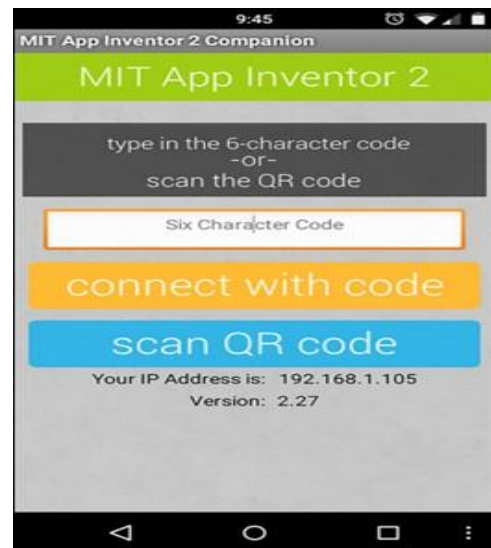 9:45
MIT App Inventor 2 Companion
MIT App Inventor 2
type in the 6-character code
-or-
scan the QR code
Six Character Code
connect with code
scan QR code
Your IP Address is: 192.168.1.105
Version: 2.27